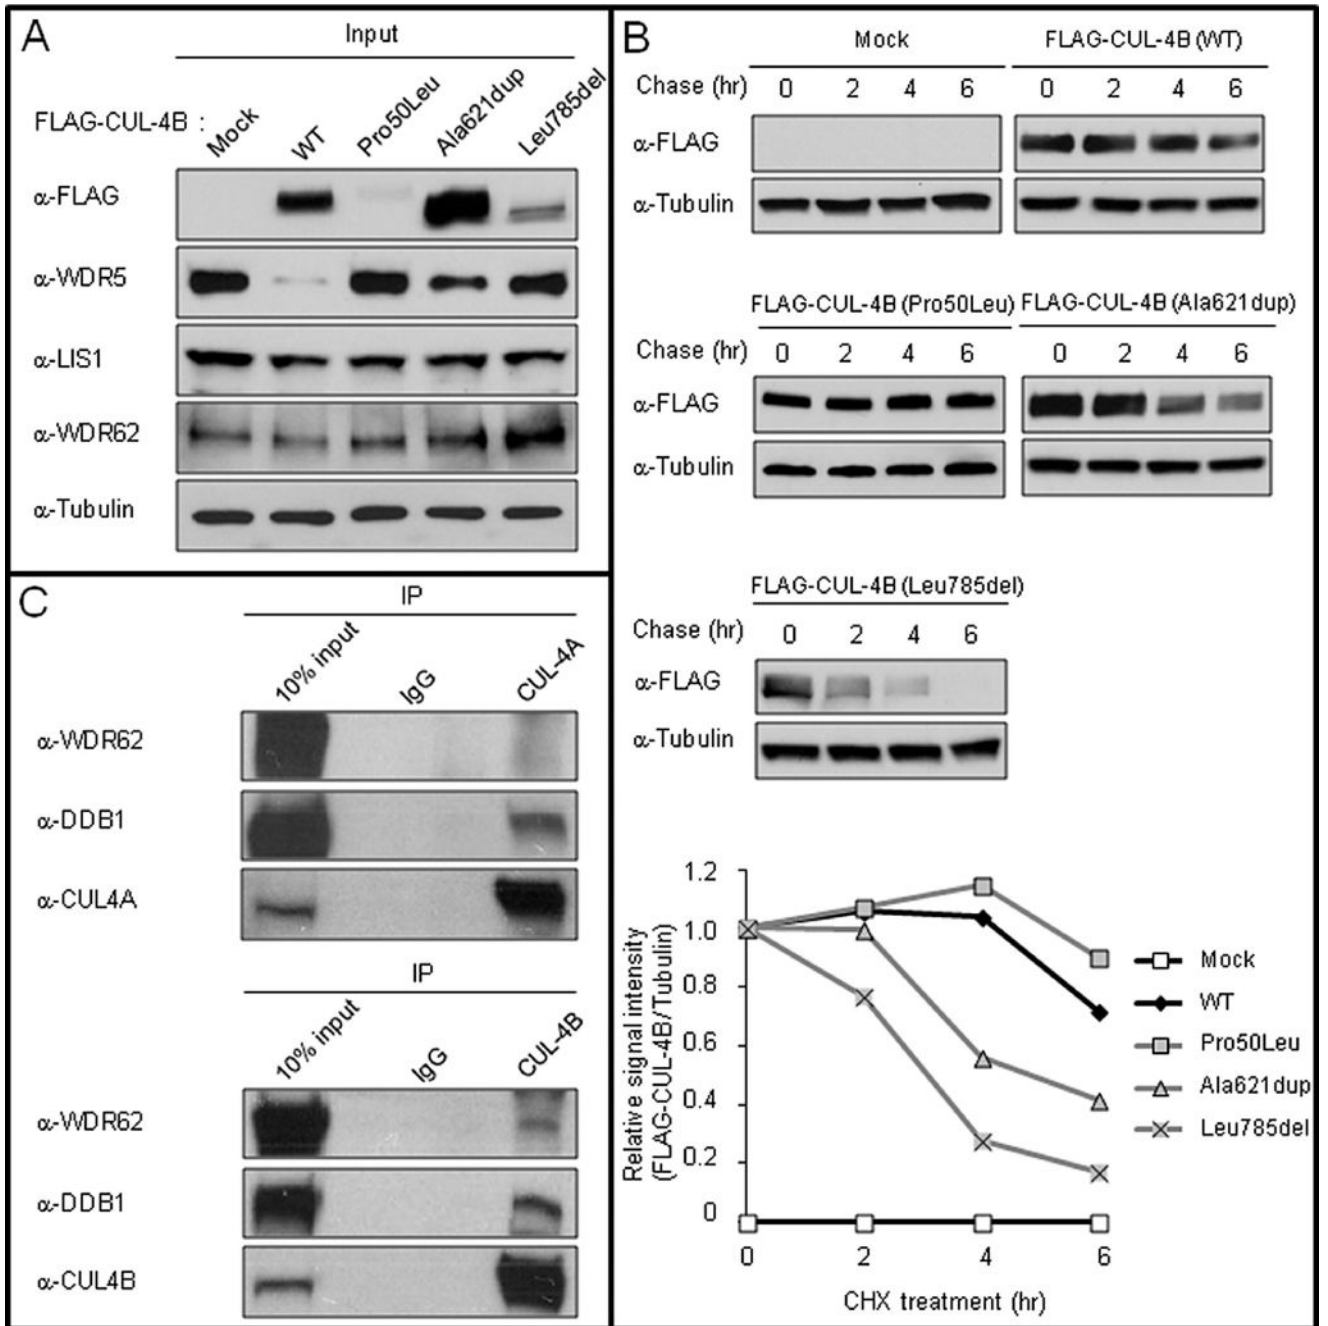 A
Input
FLAG-CUL-4B :
Mock WT Pro50Leu Ala621dup Leu785del
α-FLAG
α-WDR5
α-LIS1
α-WDR62
α-Tubulin
B
Mock FLAG-CUL-4B (WT)
Chase (hr) 0 2 4 6 0 2 4 6
α-FLAG
α-Tubulin
FLAG-CUL-4B (Pro50Leu) FLAG-CUL-4B (Ala621dup)
Chase (hr) 0 2 4 6 0 2 4 6
α-FLAG
α-Tubulin
FLAG-CUL-4B (Leu785del)
Chase (hr) 0 2 4 6
α-FLAG
α-Tubulin
Relative signal intensity
(FLAG-CUL-4B/Tubulin)
1.2
1.0
0.8
0.6
0.4
0.2
0
0 2 4 6
CHX treatment (hr)
Mock
WT
Pro50Leu
Ala621dup
Leu785del
C
IP
10% input IgG CUL-4A
α-WDR62
α-DDB1
α-CUL4A
IP
10% input IgG CUL-4B
α-WDR62
α-DDB1
α-CUL4B